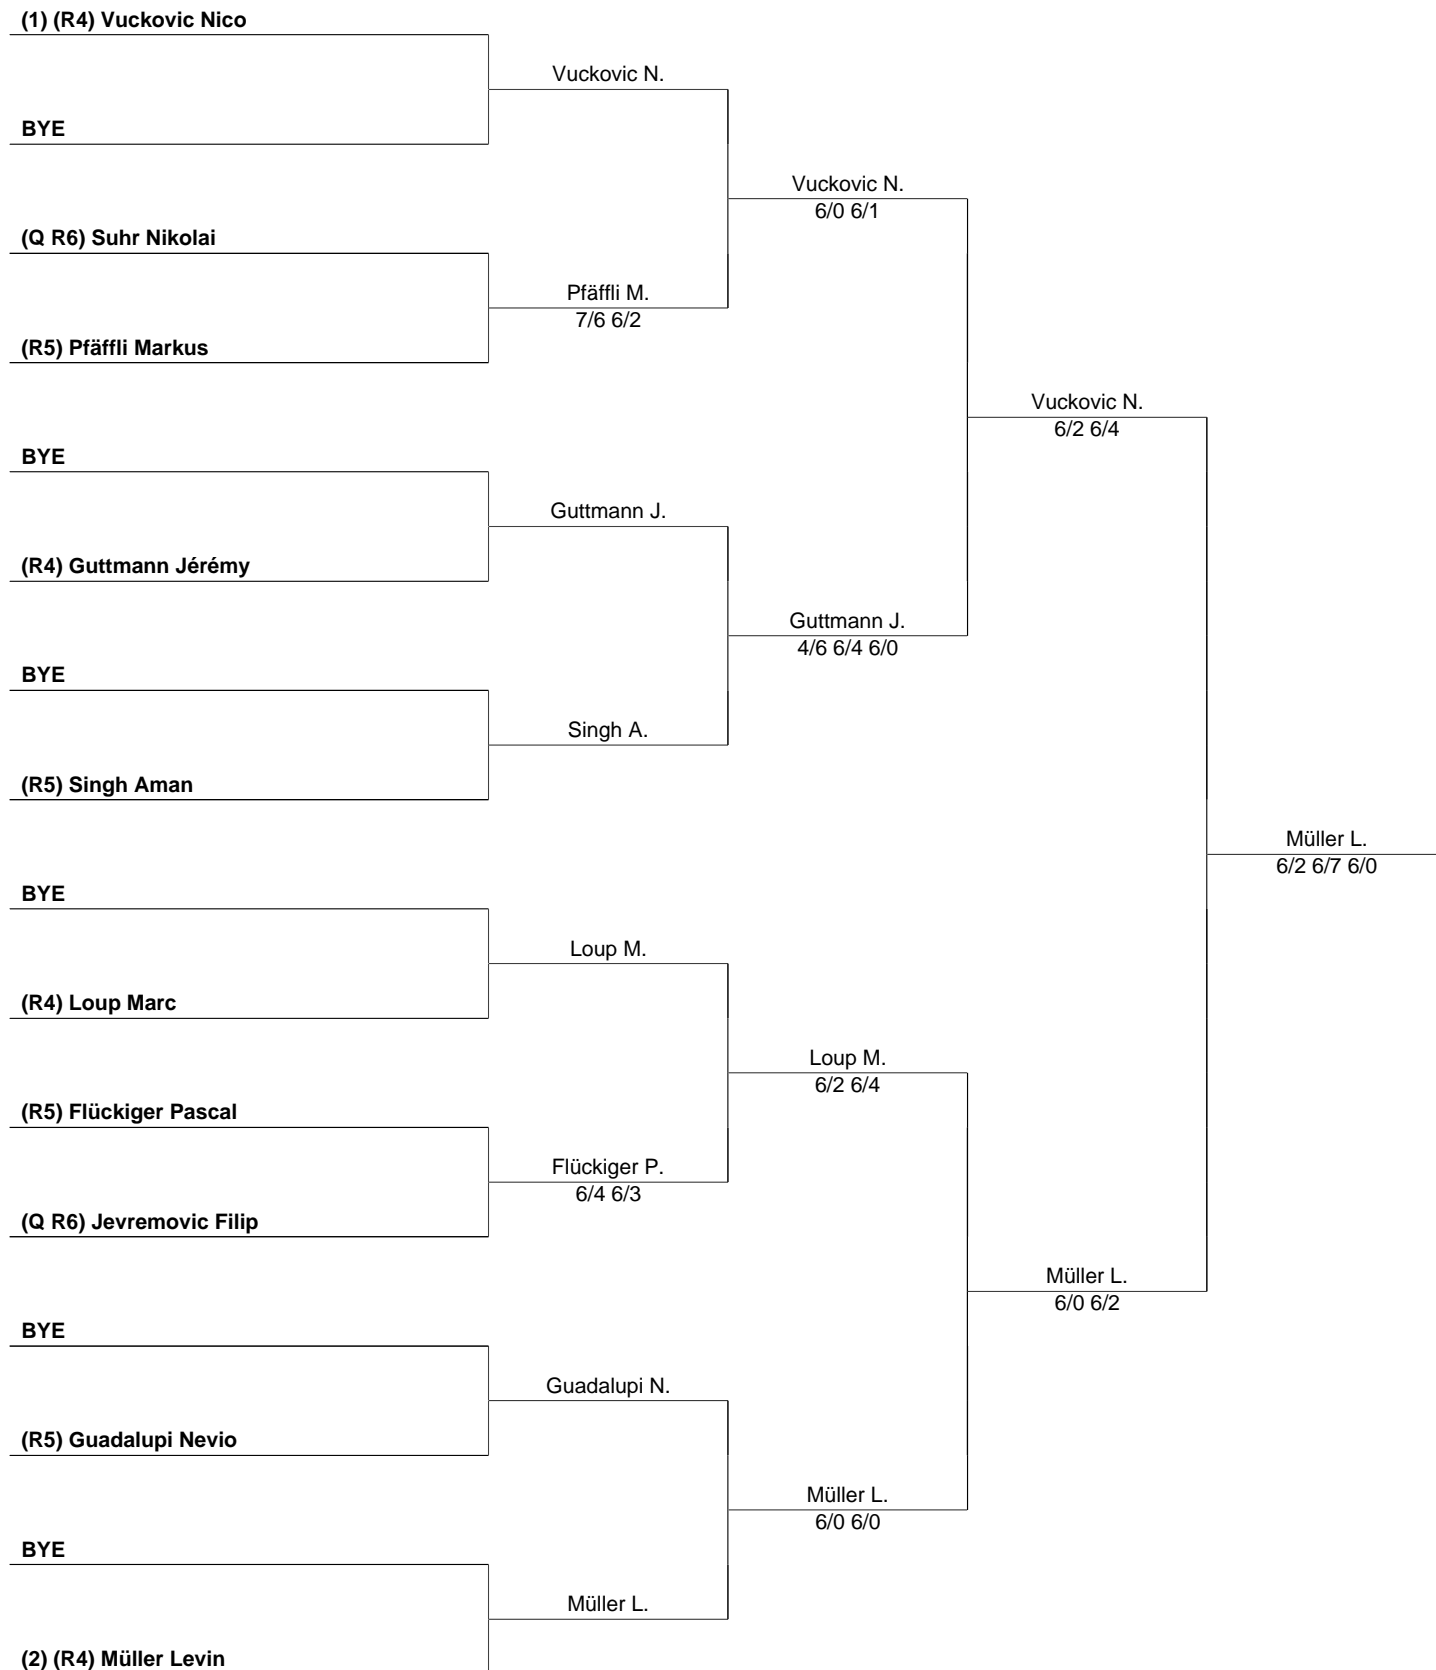 (1) (R4) Vuckovic Nico
Vuckovic N.
BYE
Vuckovic N.
6/0 6/1
(Q R6) Suhr Nikolai
Pfäffli M.
7/6 6/2
(R5) Pfäffli Markus
Vuckovic N.
6/2 6/4
BYE
Guttmann J.
(R4) Guttmann Jérémy
Guttmann J.
4/6 6/4 6/0
BYE
Singh A.
(R5) Singh Aman
Müller L.
6/2 6/7 6/0
BYE
Loup M.
(R4) Loup Marc
Loup M.
6/2 6/4
(R5) Flückiger Pascal
Flückiger P.
6/4 6/3
(Q R6) Jevremovic Filip
Müller L.
6/0 6/2
BYE
Guadalupi N.
(R5) Guadalupi Nevio
Müller L.
6/0 6/0
BYE
Müller L.
(2) (R4) Müller Levin